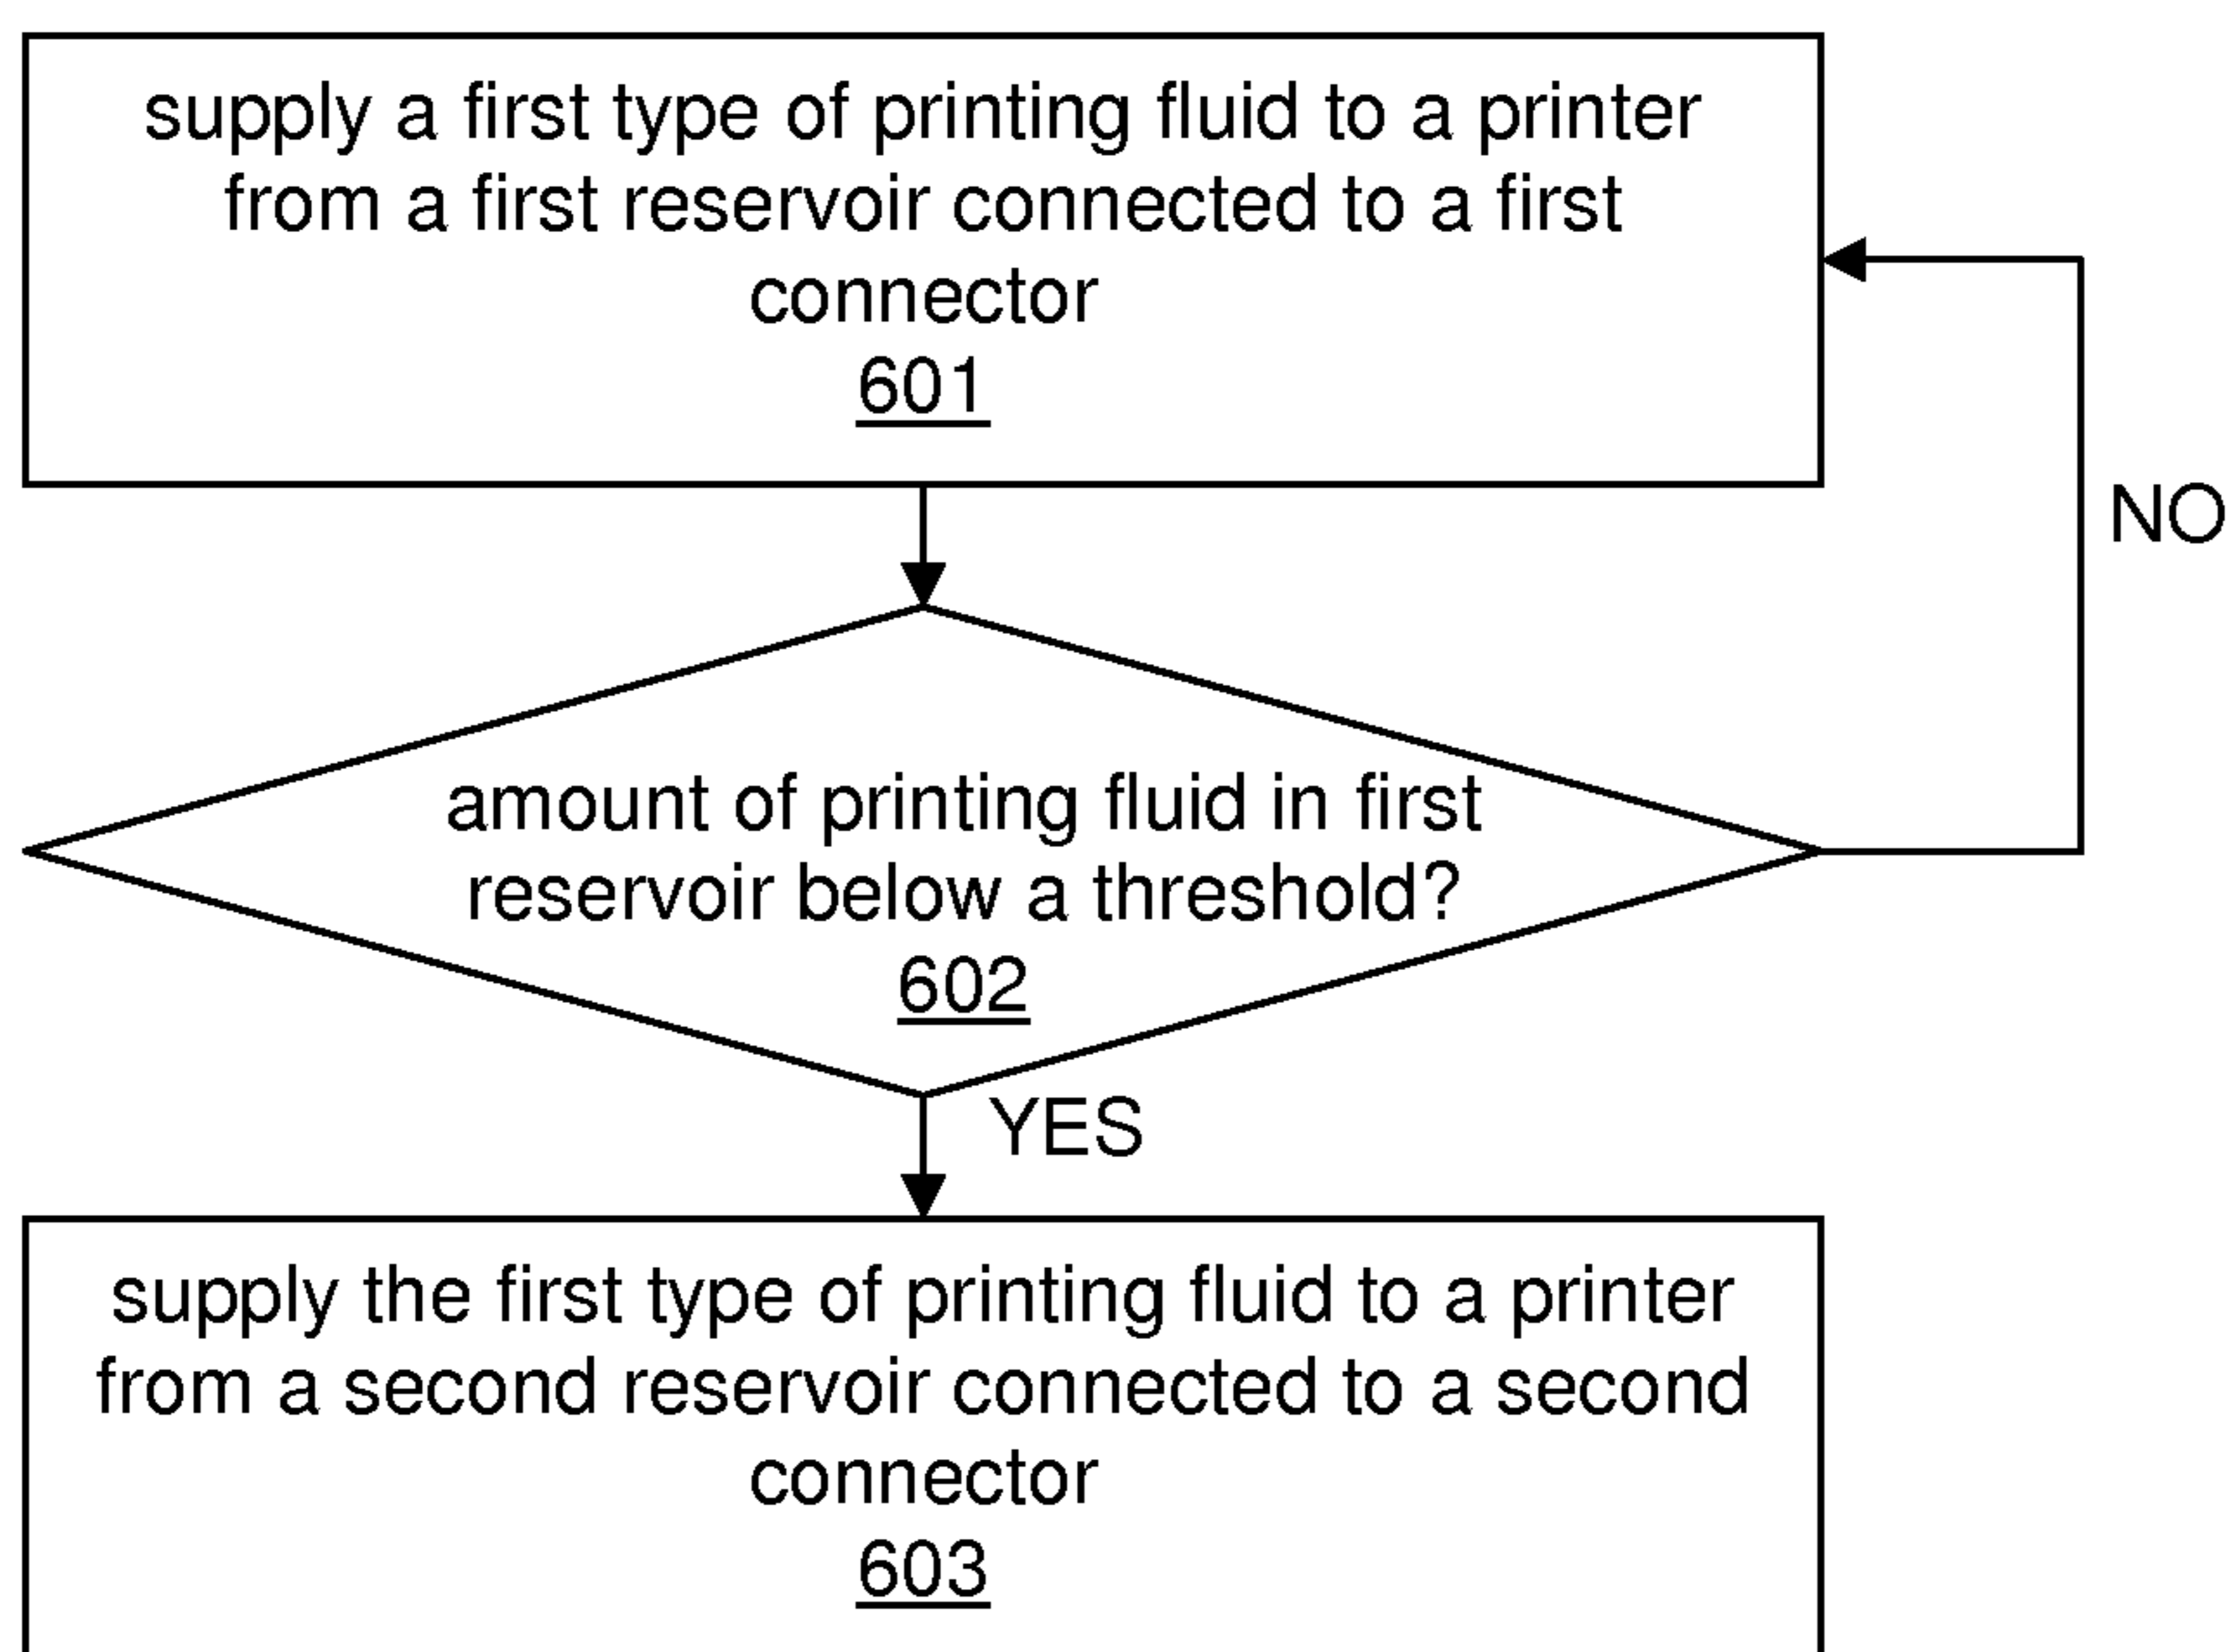 supply a first type of printing fluid to a printer
from a first reservoir connected to a first
connector
601
NO
amount of printing fluid in first
reservoir below a threshold?
602
YES
supply the first type of printing fluid to a printer
from a second reservoir connected to a second
connector
603